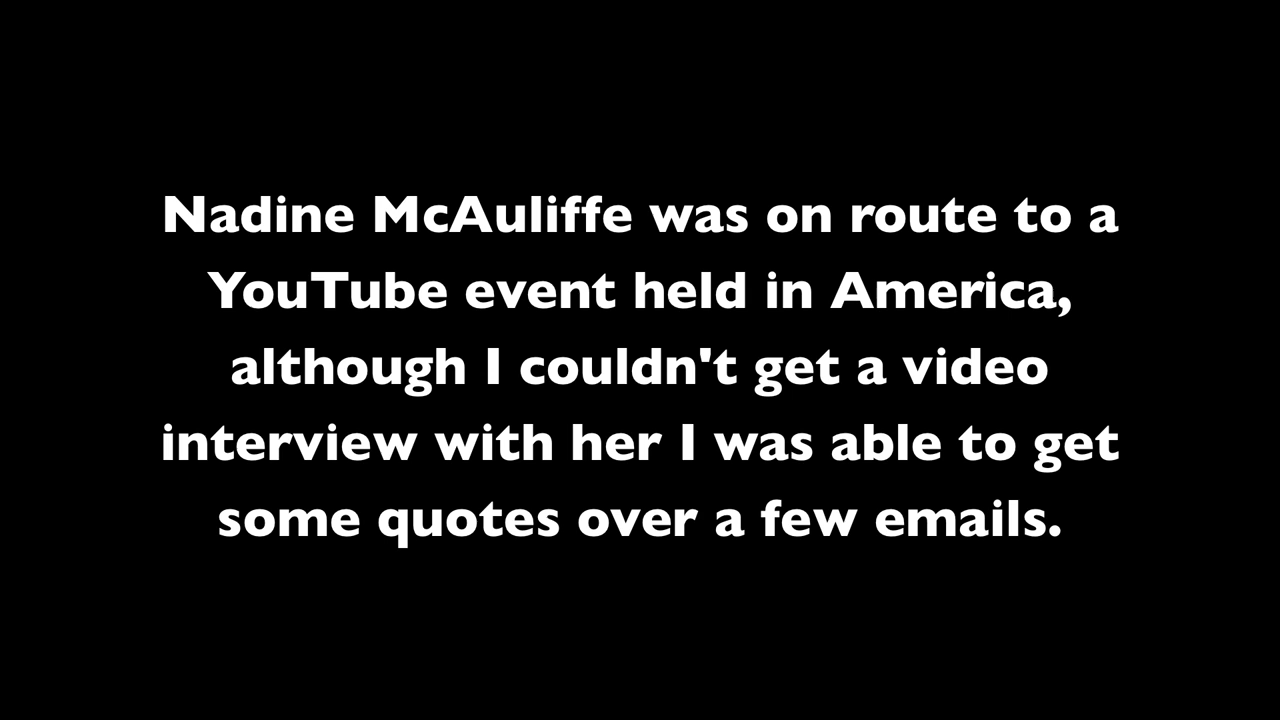 Nadine McAuliffe was on route to a
YouTube event held in America,
although I couldn't get a video
interview with her I was able to get
some quotes over a few emails.